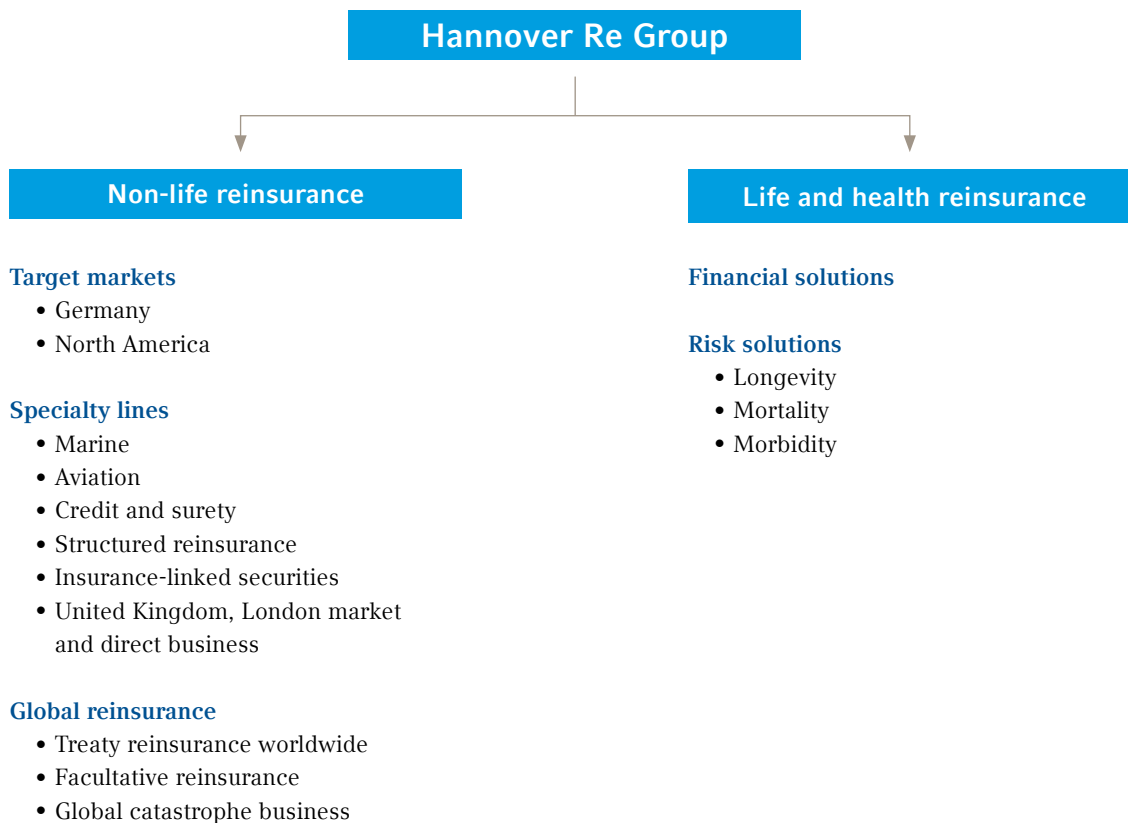 Hannover Re Group
Non-life reinsurance
Target markets
• Germany
• North America
Specialty lines
• Marine
• Aviation
• Credit and surety
• Structured reinsurance
• Insurance-linked securities
• United Kingdom, London market
and direct business
Global reinsurance
• Treaty reinsurance worldwide
• Facultative reinsurance
• Global catastrophe business
Life and health reinsurance
Financial solutions
Risk solutions
• Longevity
• Mortality
• Morbidity